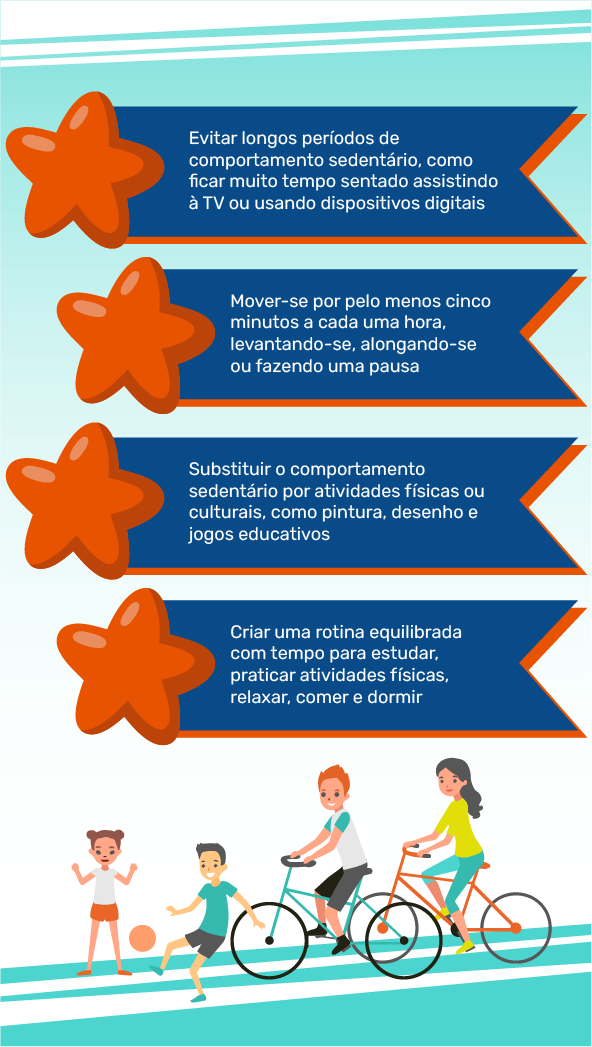 Evitar longos períodos de
comportamento sedentário, como
ficar muito tempo sentado assistindo
à TV ou usando dispositivos digitais
Mover-se por pelo menos cinco
minutos a cada uma hora,
levantando-se, alongando-se
ou fazendo uma pausa
Substituir o comportamento
sedentário por atividades físicas ou
culturais, como pintura, desenho e
jogos educativos
Criar uma rotina equilibrada
com tempo para estudar,
praticar atividades físicas,
relaxar, comer e dormir